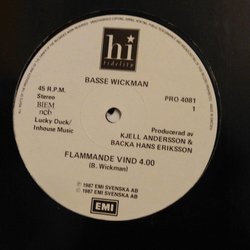 hi
fidelity
BASSE WICKMAN
45 R.P.M.
Stereo
BIEM
ncb
Lucky Duck/
Inhouse Music
PRO 4081
1
Producerad av
KJELL ANDERSSON &
BACKA HANS ERIKSSON
FLAMMANDE VIND 4.00
(B. Wickman)
℗ 1987 EMI SVENSKA AB
© 1987 EMI SVENSKA AB
EMI